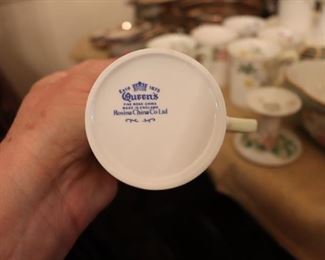 ESTD 1875
Queen's
FINE BONE CHINA
MADE IN ENGLAND
Rosina China Co Ltd